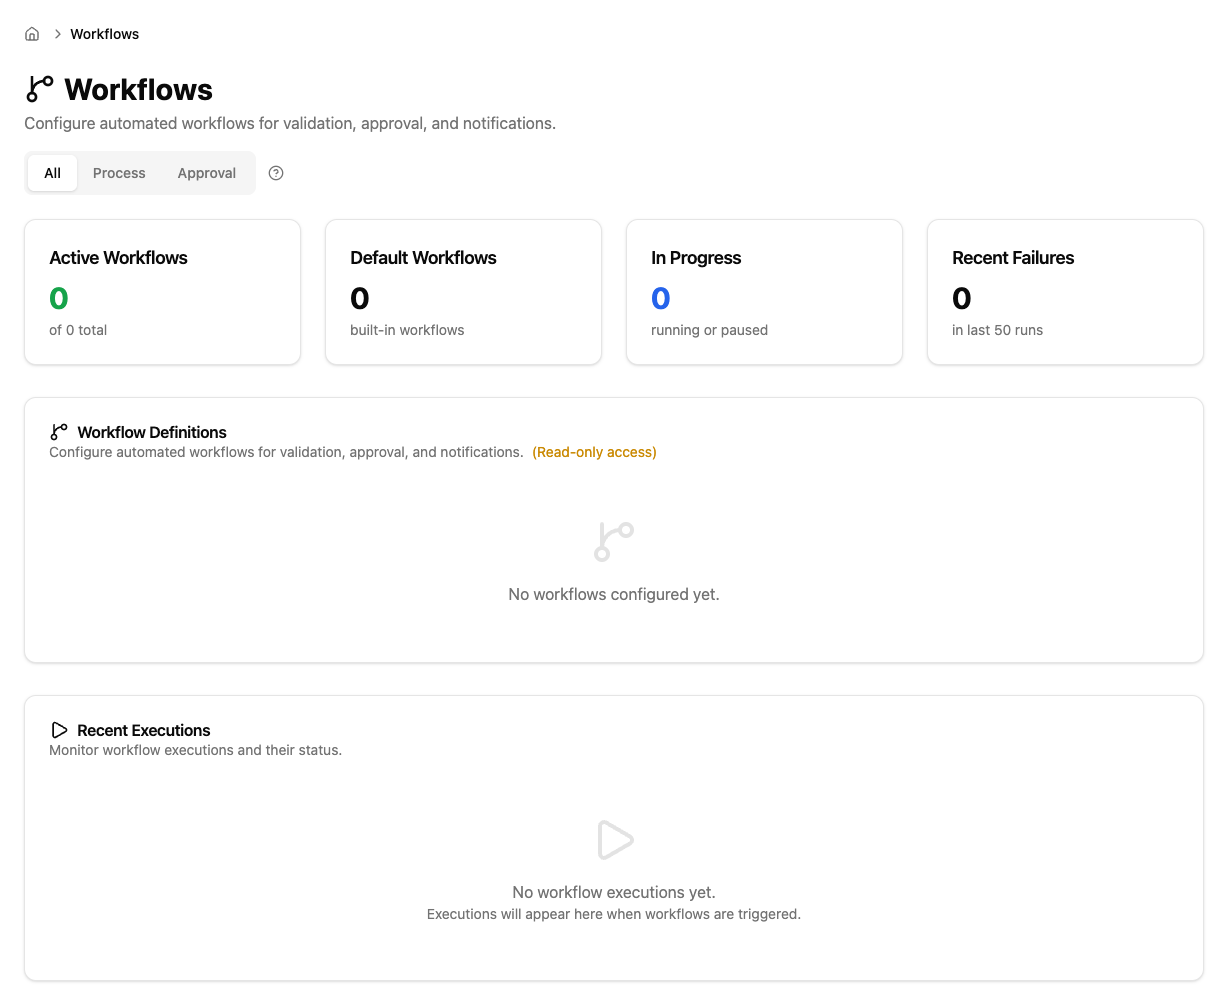 Workflows
Workflows
Configure automated workflows for validation, approval, and notifications.
All Process Approval
Active Workflows
0
of 0 total
Default Workflows
0
built-in workflows
In Progress
0
running or paused
Recent Failures
0
in last 50 runs
Workflow Definitions
Configure automated workflows for validation, approval, and notifications. (Read-only access)
No workflows configured yet.
Recent Executions
Monitor workflow executions and their status.
No workflow executions yet.
Executions will appear here when workflows are triggered.